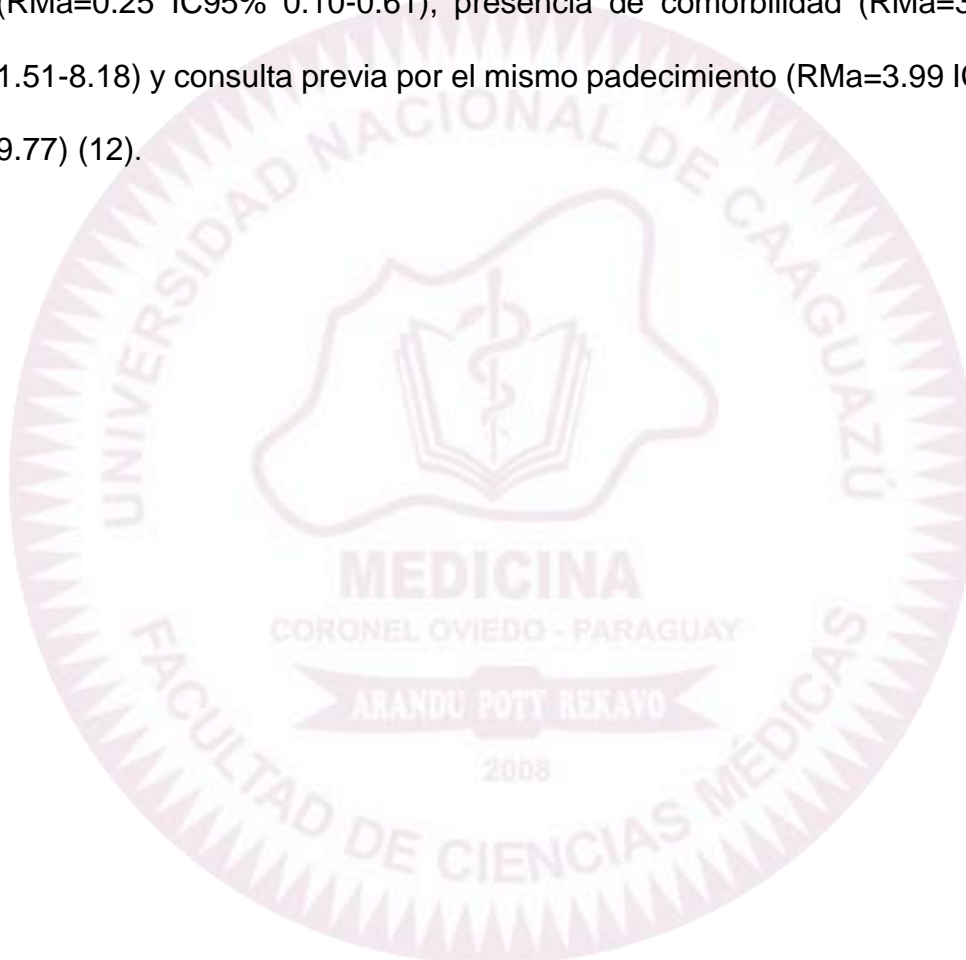 (RMa=0.25 IC95% 0.10-0.61), presencia de comorbilidad (RMa=3
1.51-8.18) y consulta previa por el mismo padecimiento (RMa=3.99 IC
9.77) (12).
UNIVERSIDAD NACIONAL DE CAAGUAZÚ
MEDICINA
CORONEL OVIEDO - PARAGUAY
ARANDU POTY REKAVO
2008
FACULTAD DE CIENCIAS MÉDICAS